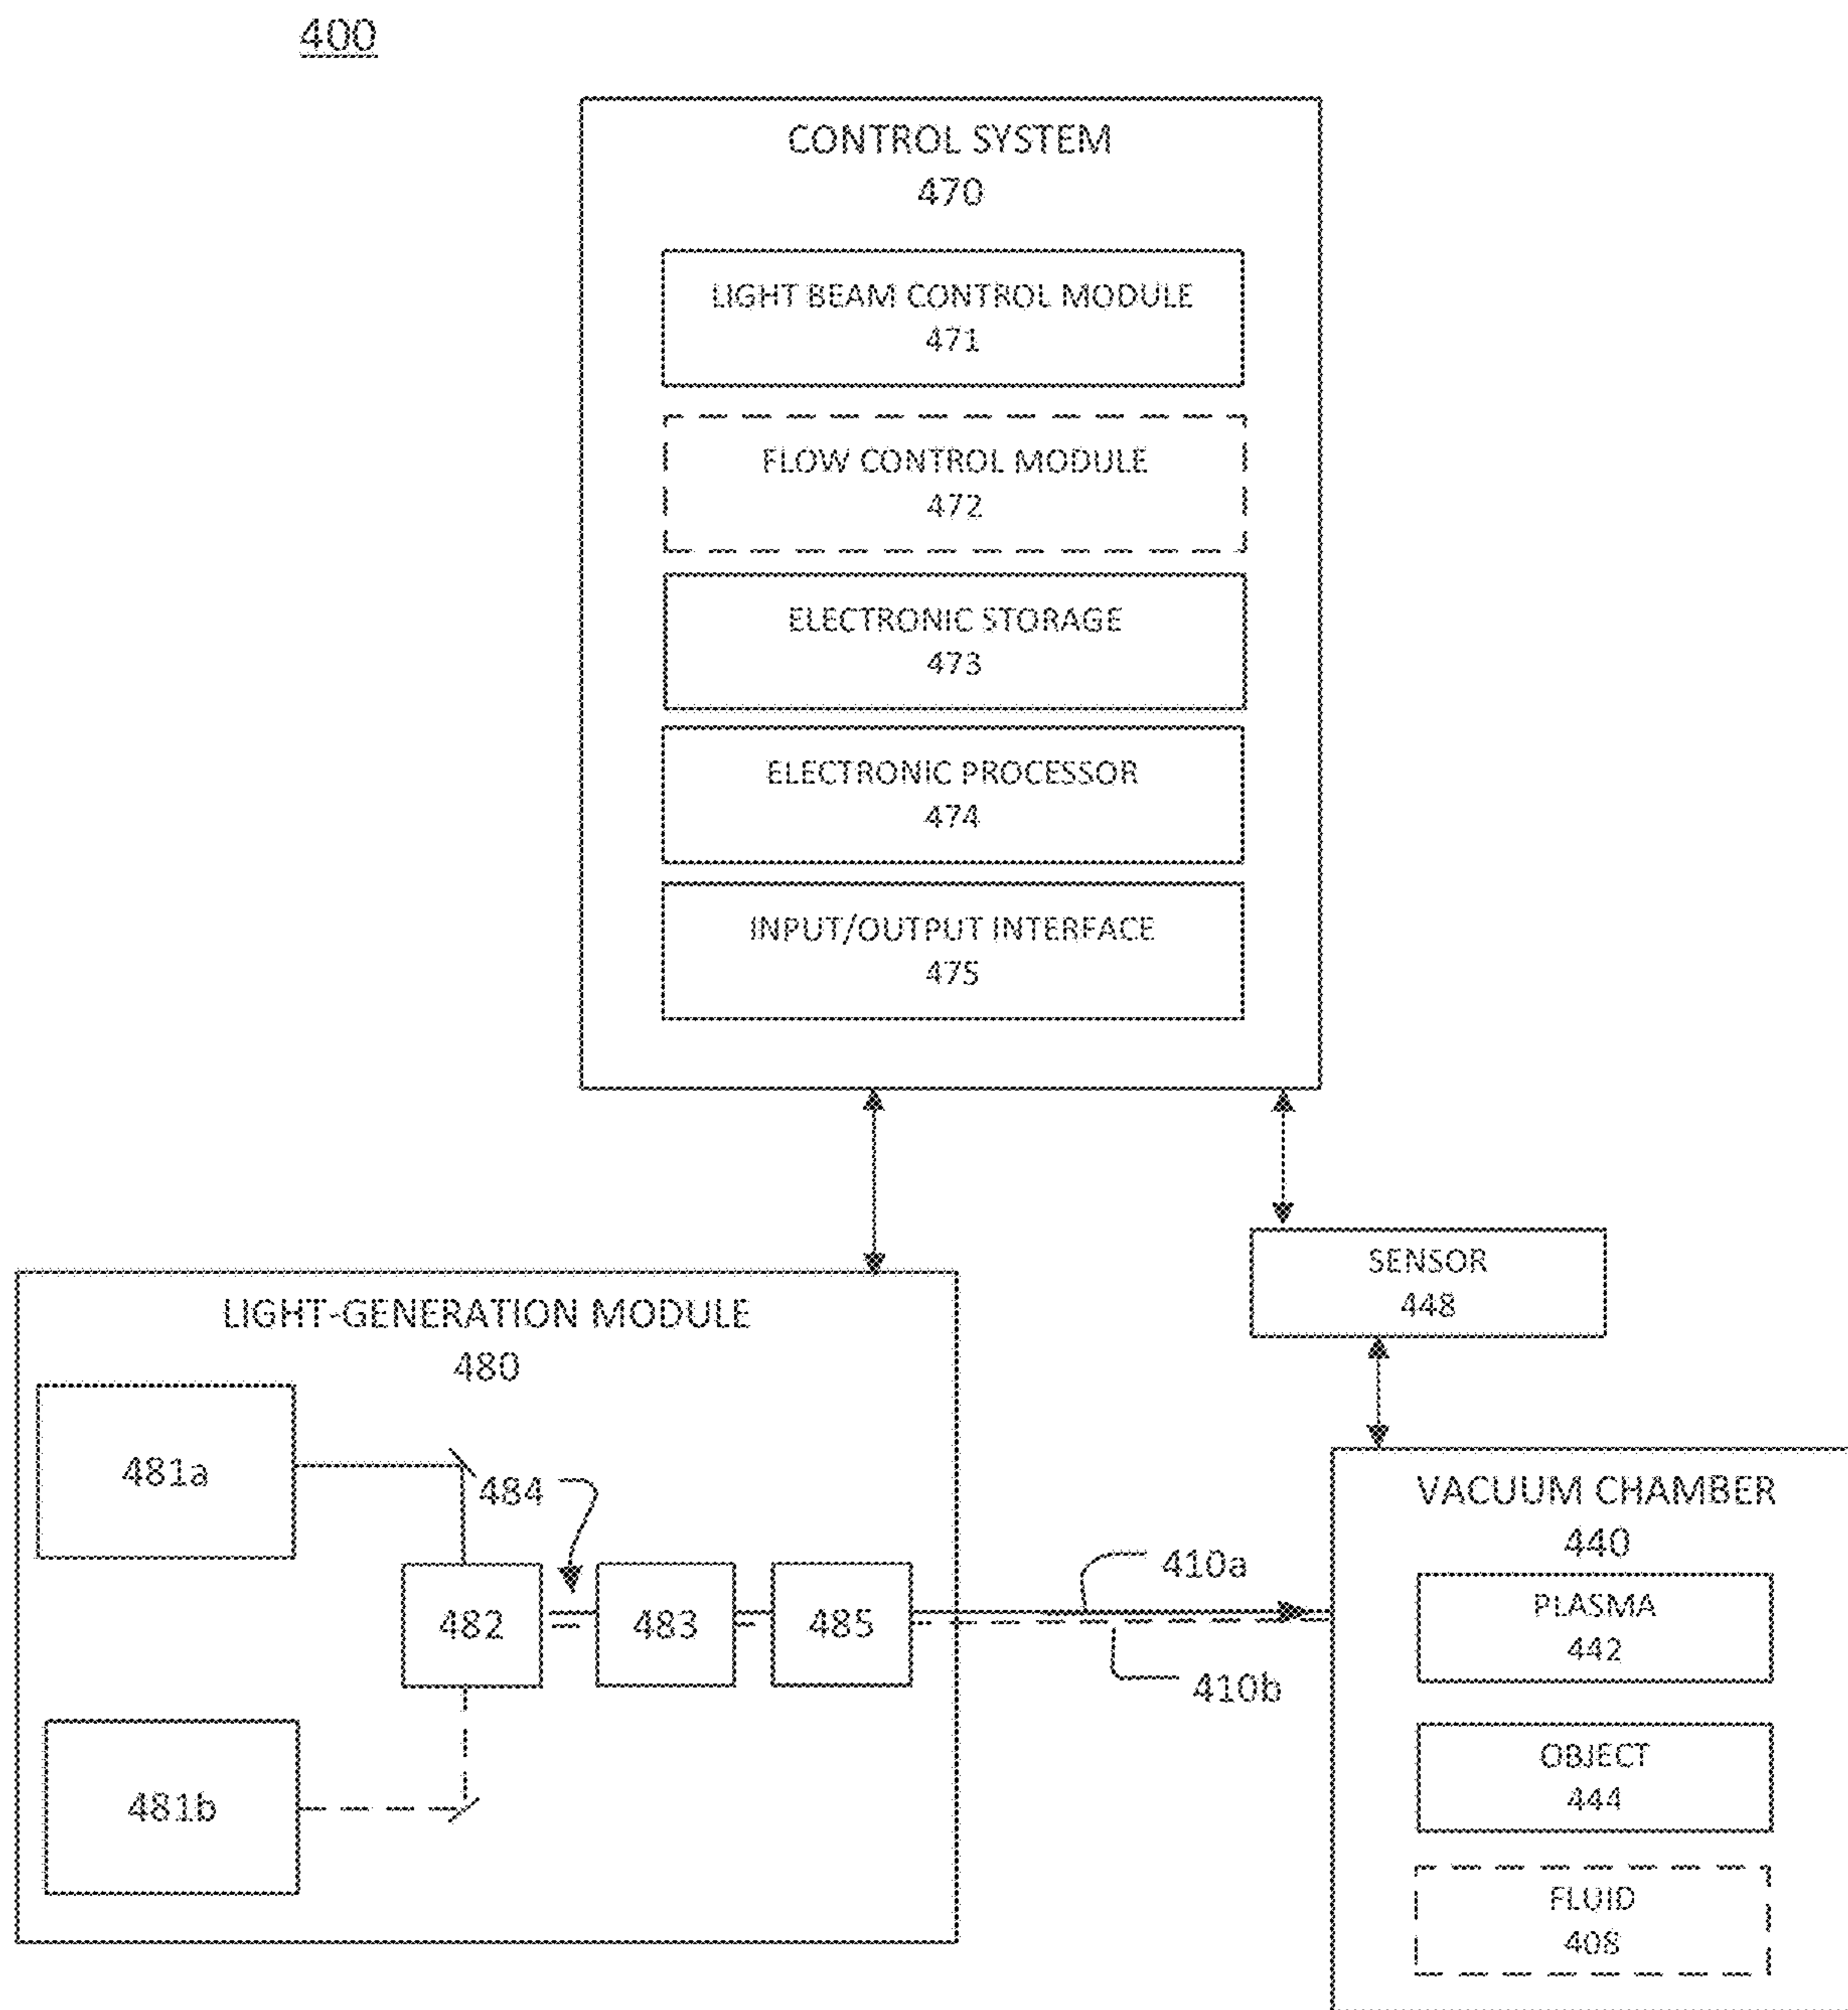 400
CONTROL SYSTEM
470
LIGHT BEAM CONTROL MODULE
471
FLOW CONTROL MODULE
472
ELECTRONIC STORAGE
473
ELECTRONIC PROCESSOR
474
INPUT/OUTPUT INTERFACE
475
SENSOR
448
LIGHT-GENERATION MODULE
480
481a
484
482
483
485
481b
410a
410b
VACUUM CHAMBER
440
PLASMA
442
OBJECT
444
FLUID
408